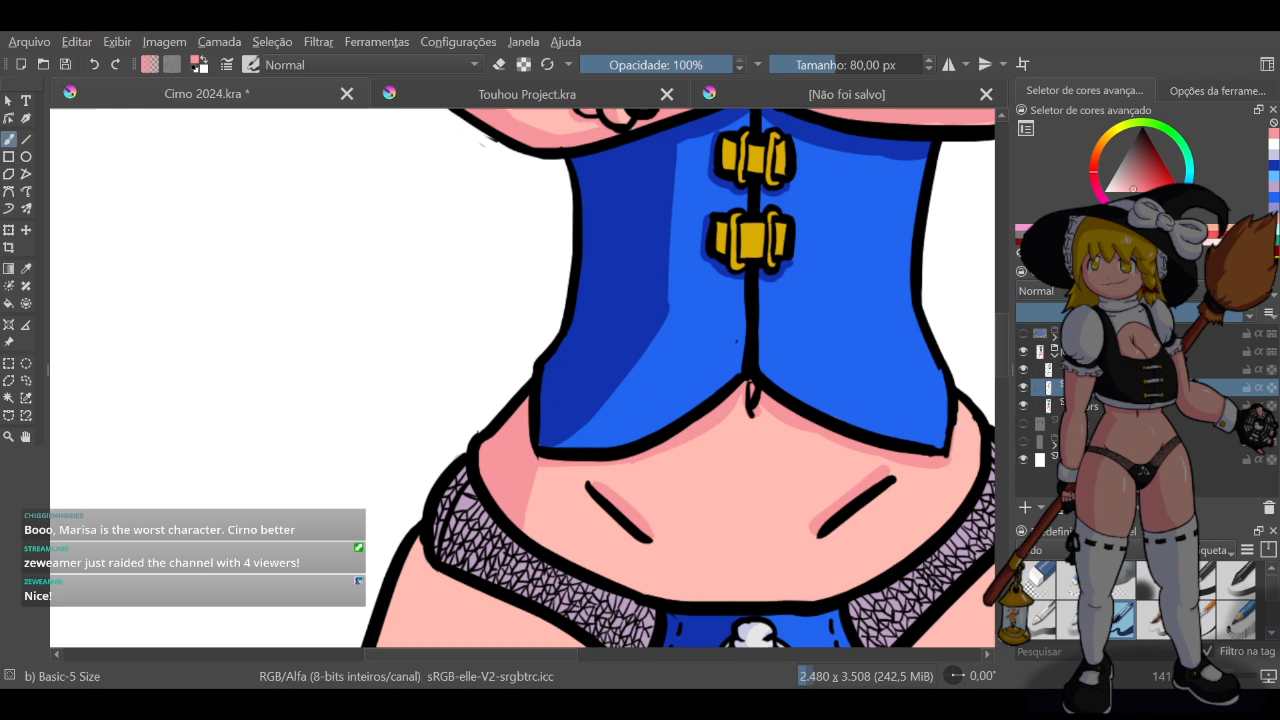 Arquivo Editar Exibir Imagem Camada Seleção Filtrar Ferramentas Configurações Janela Ajuda
Normal Opacidade: 100% Tamanho: 80,00 px
Cirno 2024.kra * Touhou Project.kra [Não foi salvo] Seletor de cores avança... Opções da ferrame...
Seletor de cores avançado
Normal
ors
CHIGGIEWIGGIES
Booo, Marisa is the worst character. Cirno better
zeweamer just raided the channel with 4 viewers!
ZEWEAMER
Nice!
Pesquisar Filtro na tag
b) Basic-5 Size RGB/Alfa (8-bits inteiros/canal) sRGB-elle-V2-srgbtrc.icc 2.480 x 3.508 (242,5 MiB) 0,00° 141